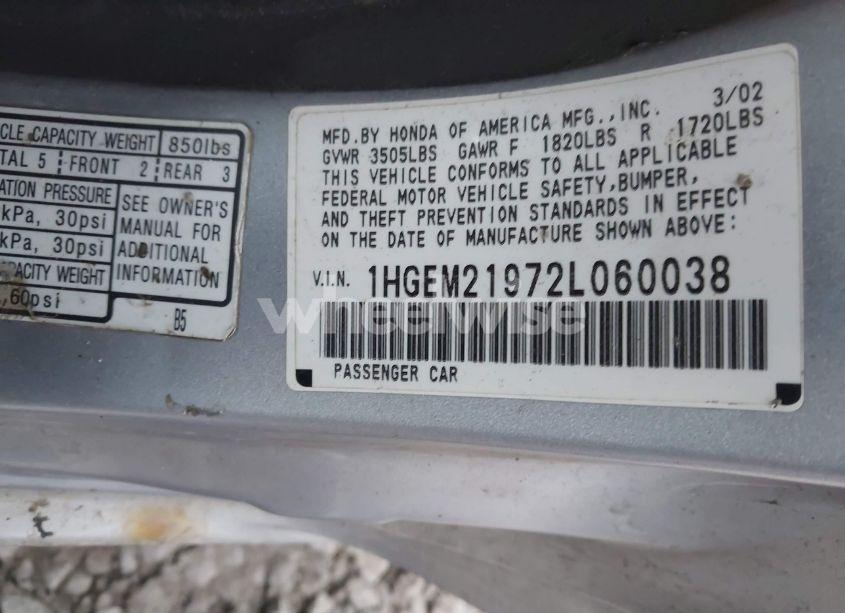 CLE CAPACITY WEIGHT 850lbs
TAL 5 FRONT 2 REAR 3
ATION PRESSURE
kPa, 30psi
kPa, 30psi
CAPACITY WEIGHT
,60psi
SEE OWNER'S
MANUAL FOR
ADDITIONAL
INFORMATION
B5
MFD.BY HONDA OF AMERICA MFG.,INC. 3/02
GVWR 3505LBS GAWR F 1820LBS R 1720LBS
THIS VEHICLE CONFORMS TO ALL APPLICABLE
FEDERAL MOTOR VEHICLE SAFETY,BUMPER,
AND THEFT PREVENTION STANDARDS IN EFFECT
ON THE DATE OF MANUFACTURE SHOWN ABOVE:
V.I.N. 1HGEM21972L060038
wheelwise
PASSENGER CAR